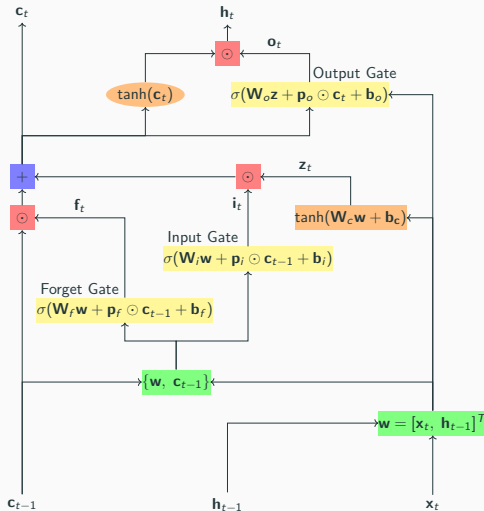 c_t
h_t
⊙
o_t
Output Gate
tanh(c_t)
σ(W_o z + p_o ⊙ c_t + b_o)
+
⊙
z_t
f_t
i_t
⊙
tanh(W_c w + b_c)
Input Gate
σ(W_i w + p_i ⊙ c_{t−1} + b_i)
Forget Gate
σ(W_f w + p_f ⊙ c_{t−1} + b_f)
{w, c_{t−1}}
w = [x_t, h_{t−1}]^T
c_{t−1}
h_{t−1}
x_t